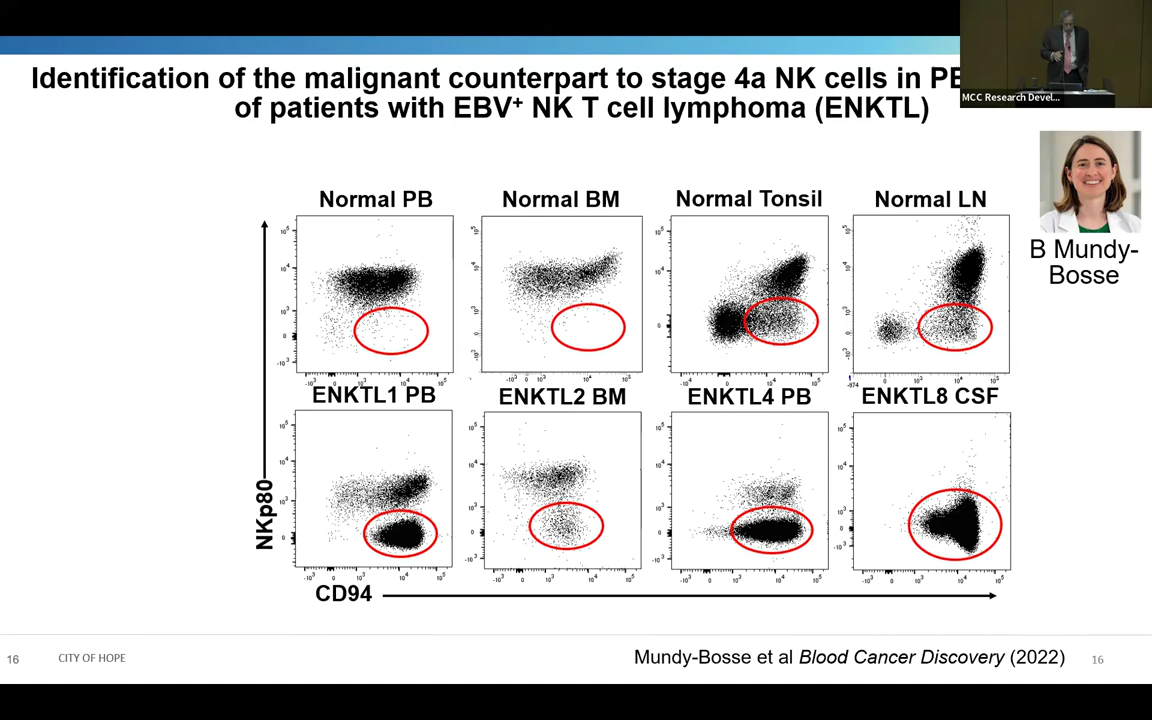 Identification of the malignant counterpart to stage 4a NK cells in PB
of patients with EBV⁺ NK T cell lymphoma (ENKTL)
MCC Research Devel...
B Mundy-
Bosse
Normal PB
Normal BM
Normal Tonsil
Normal LN
ENKTL1 PB
ENKTL2 BM
ENKTL4 PB
ENKTL8 CSF
NKp80
CD94
16
CITY OF HOPE
Mundy-Bosse et al Blood Cancer Discovery (2022)
16